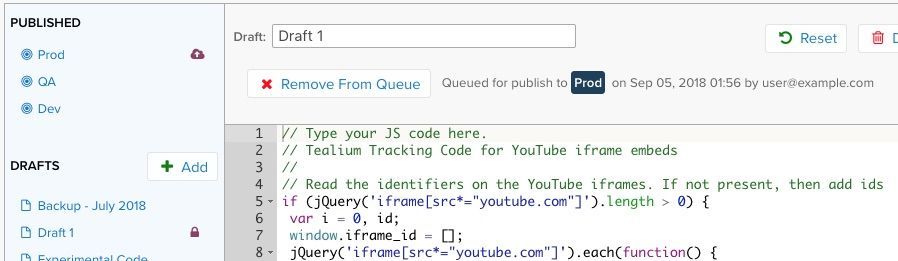 PUBLISHED
Prod
QA
Dev
DRAFTS
Add
Backup - July 2018
Draft 1
Experimental Code
Draft: Draft 1
Reset
Remove From Queue
Queued for publish to Prod on Sep 05, 2018 01:56 by user@example.com
1 // Type your JS code here.
2 // Tealium Tracking Code for YouTube iframe embeds
3 //
4 // Read the identifiers on the YouTube iframes. If not present, then add ids
5 if (jQuery('iframe[src*="youtube.com"]').length > 0) {
6 var i = 0, id;
7 window.iframe_id = [];
8 jQuery('iframe[src*="youtube.com"]').each(function() {